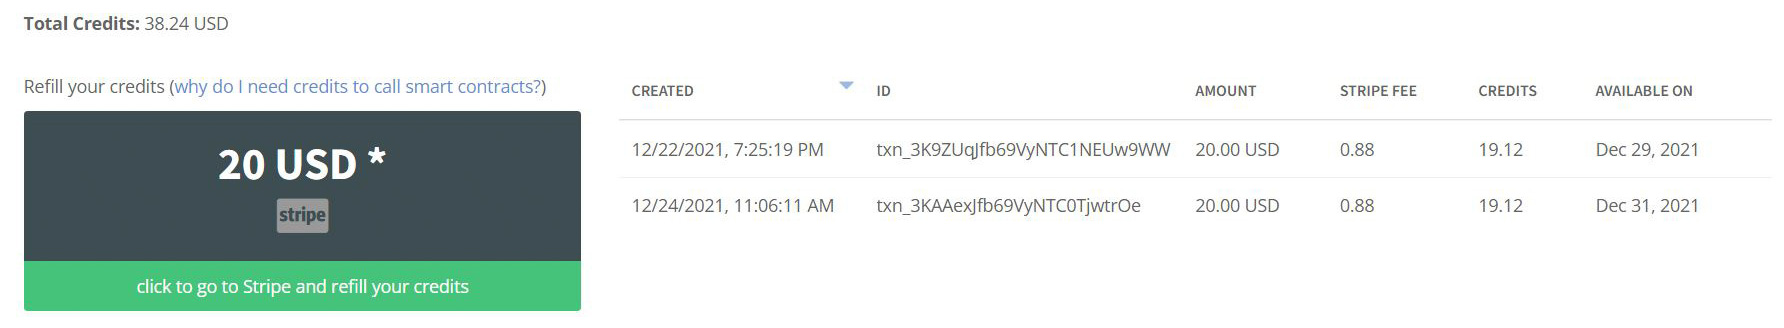 Total Credits: 38.24 USD
Refill your credits (why do I need credits to call smart contracts?)
20 USD *
stripe
click to go to Stripe and refill your credits
CREATED ID AMOUNT STRIPE FEE CREDITS AVAILABLE ON
12/22/2021, 7:25:19 PM txn_3K9ZUqJfb69VyNTC1NEUw9WW 20.00 USD 0.88 19.12 Dec 29, 2021
12/24/2021, 11:06:11 AM txn_3KAAexJfb69VyNTC0TjwtrOe 20.00 USD 0.88 19.12 Dec 31, 2021